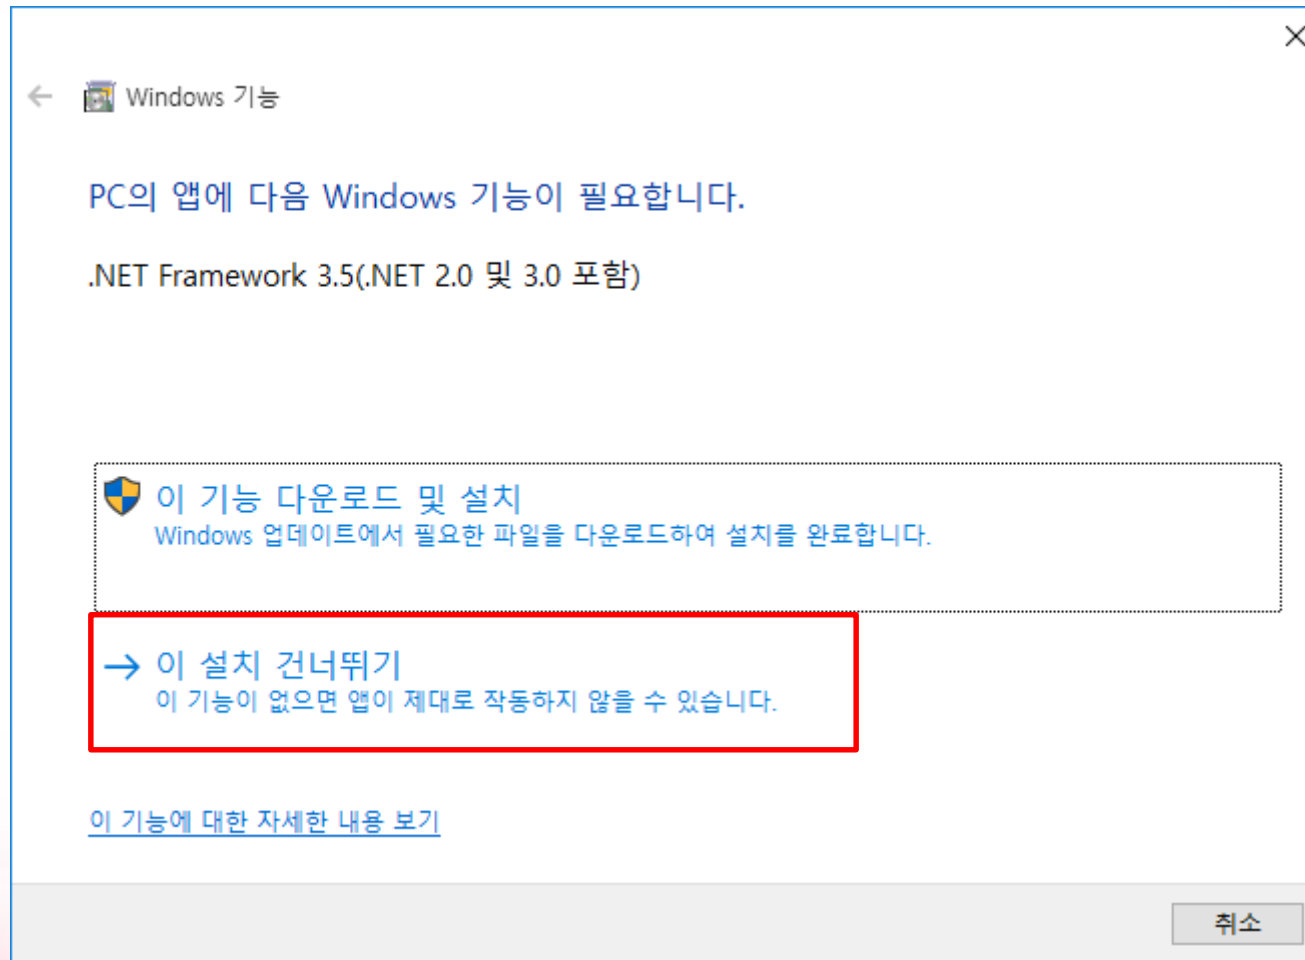 Windows 기능
PC의 앱에 다음 Windows 기능이 필요합니다.
.NET Framework 3.5(.NET 2.0 및 3.0 포함)
이 기능 다운로드 및 설치
Windows 업데이트에서 필요한 파일을 다운로드하여 설치를 완료합니다.
이 설치 건너뛰기
이 기능이 없으면 앱이 제대로 작동하지 않을 수 있습니다.
이 기능에 대한 자세한 내용 보기
취소